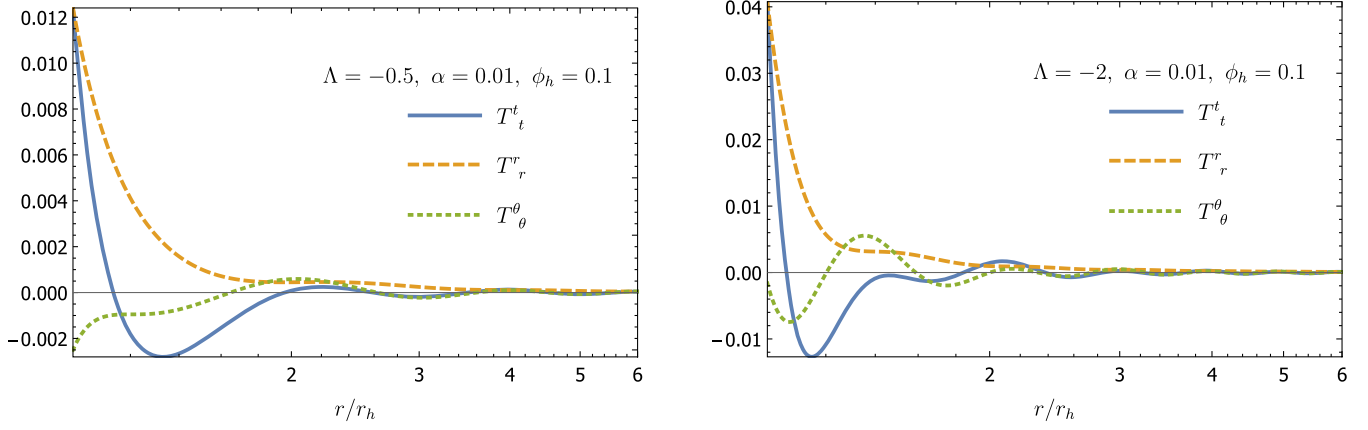 0.012
0.010
0.008
0.006
0.004
0.002
0.000
−0.002
Λ = −0.5, α = 0.01, ϕ_h = 0.1
T^t_t
T^r_r
T^θ_θ
2 3 4 5 6
r/r_h
0.04
0.03
0.02
0.01
0.00
−0.01
Λ = −2, α = 0.01, ϕ_h = 0.1
T^t_t
T^r_r
T^θ_θ
2 3 4 5 6
r/r_h